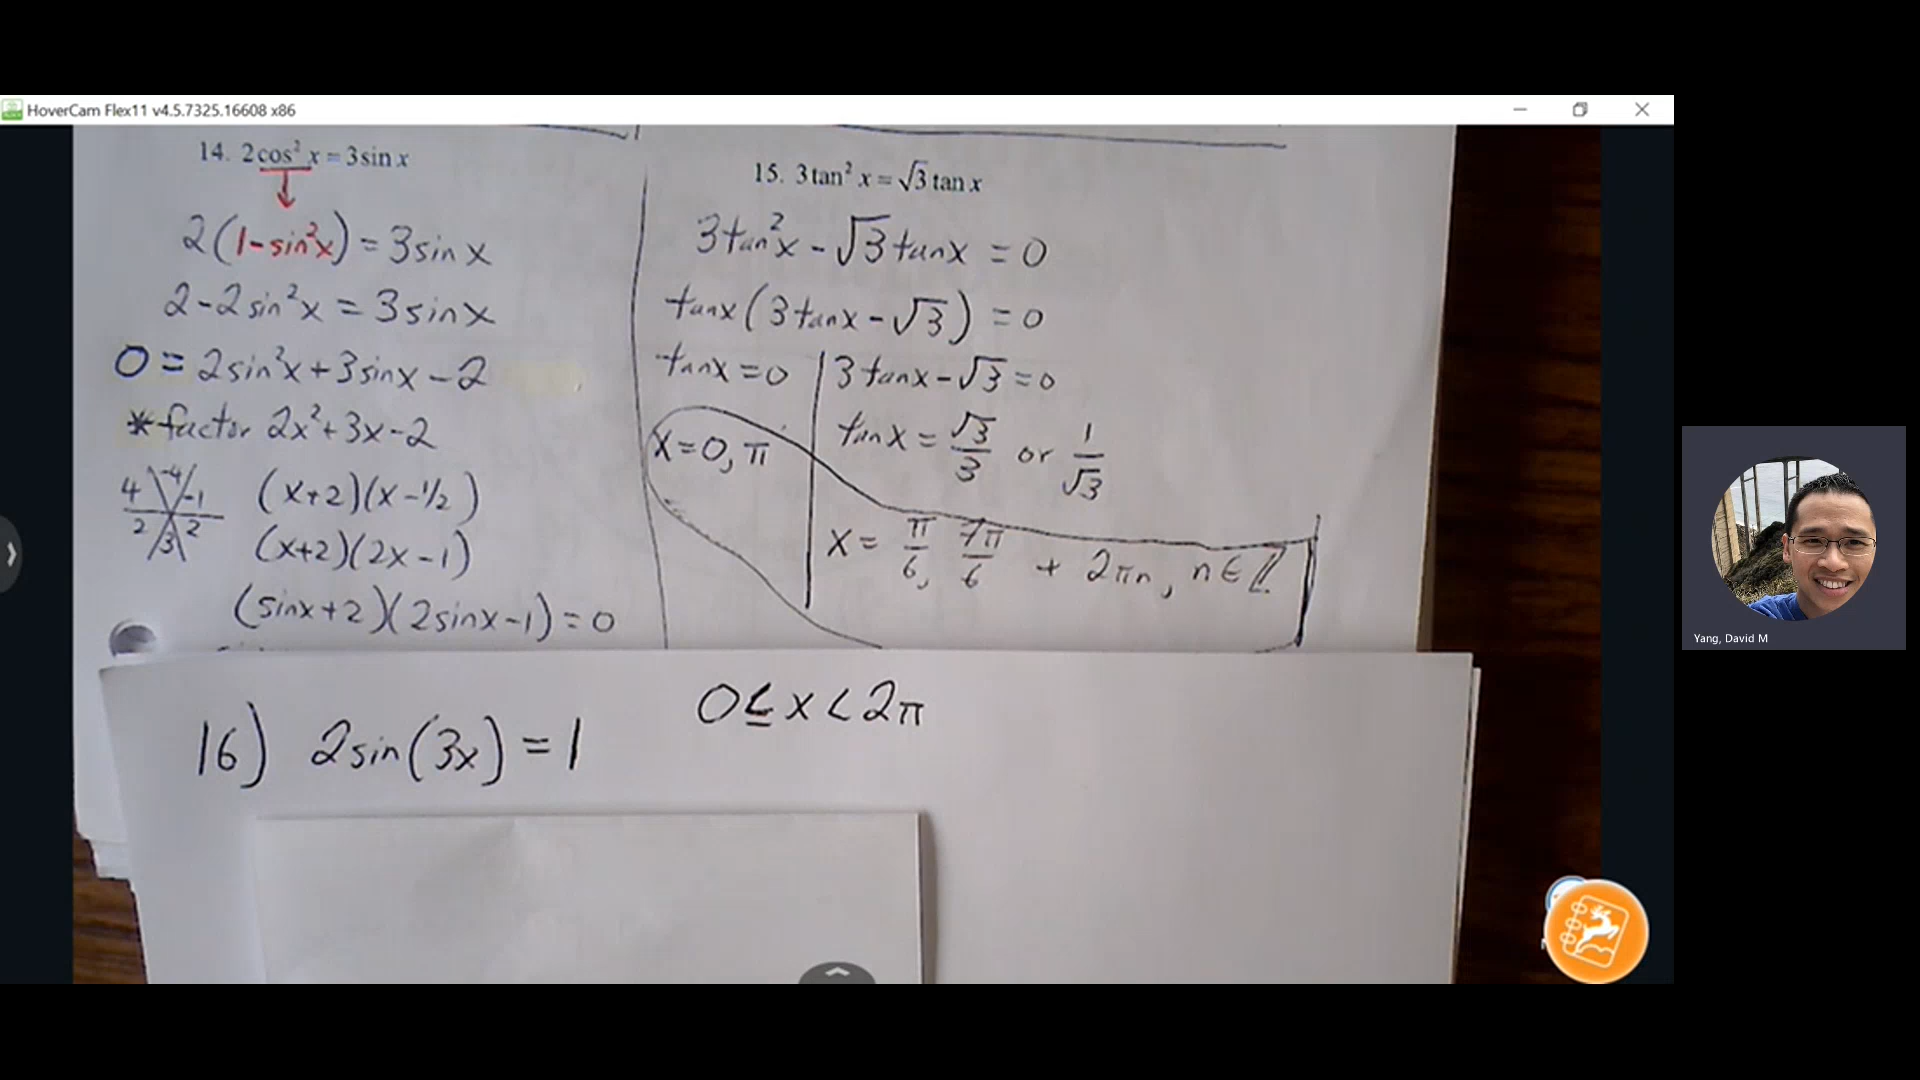 HoverCam Flex11 v4.5.7325.16608 x86
14. 2cos² x = 3sin x
2(1-sin²x) = 3sinx
2-2sin²x = 3sinx
0 = 2sin²x+3sinx-2
*factor 2x²+3x-2
-4
4 -1
2 2
3
(x+2)(x-1/2)
(x+2)(2x-1)
(sinx+2)(2sinx-1)=0
15. 3tan² x = √3 tan x
3tan²x - √3 tanx = 0
tanx(3tanx-√3) = 0
tanx=0
3tanx-√3=0
x=0, π
tanx = √3/3 or 1/√3
x= π/6, 7π/6 + 2πn, n∈ℤ
16) 2sin(3x) = 1
0 ≤ x < 2π
Yang, David M